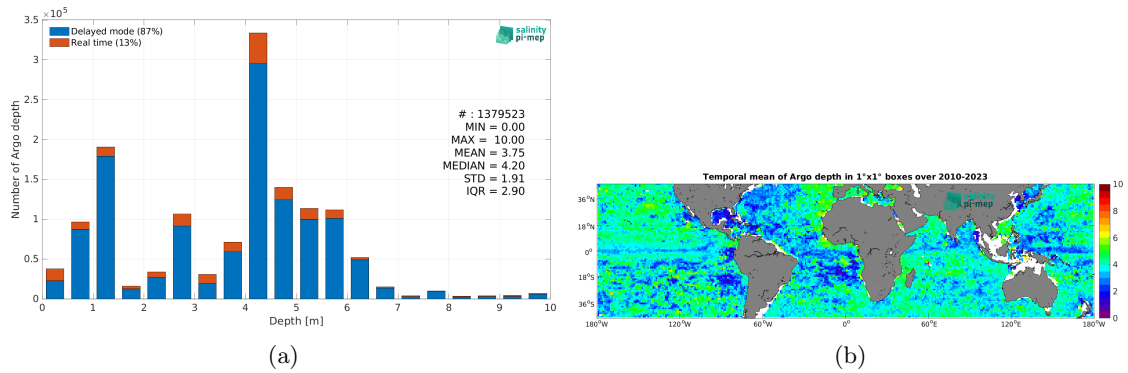 ×10⁵
3.5
3
2.5
2
1.5
1
0.5
0
Number of Argo depth
Delayed mode (87%)
Real time (13%)
salinity
pi-mep
# : 1379523
MIN = 0.00
MAX = 10.00
MEAN = 3.75
MEDIAN = 4.20
STD = 1.91
IQR = 2.90
0 1 2 3 4 5 6 7 8 9 10
Depth [m]
(a)
Temporal mean of Argo depth in 1°x1° boxes over 2010-2023
36°N
18°N
0°
18°S
36°S
salinity
pi-mep
180°W 120°W 60°W 0° 60°E 120°E 180°W
10
8
6
4
2
0
(b)